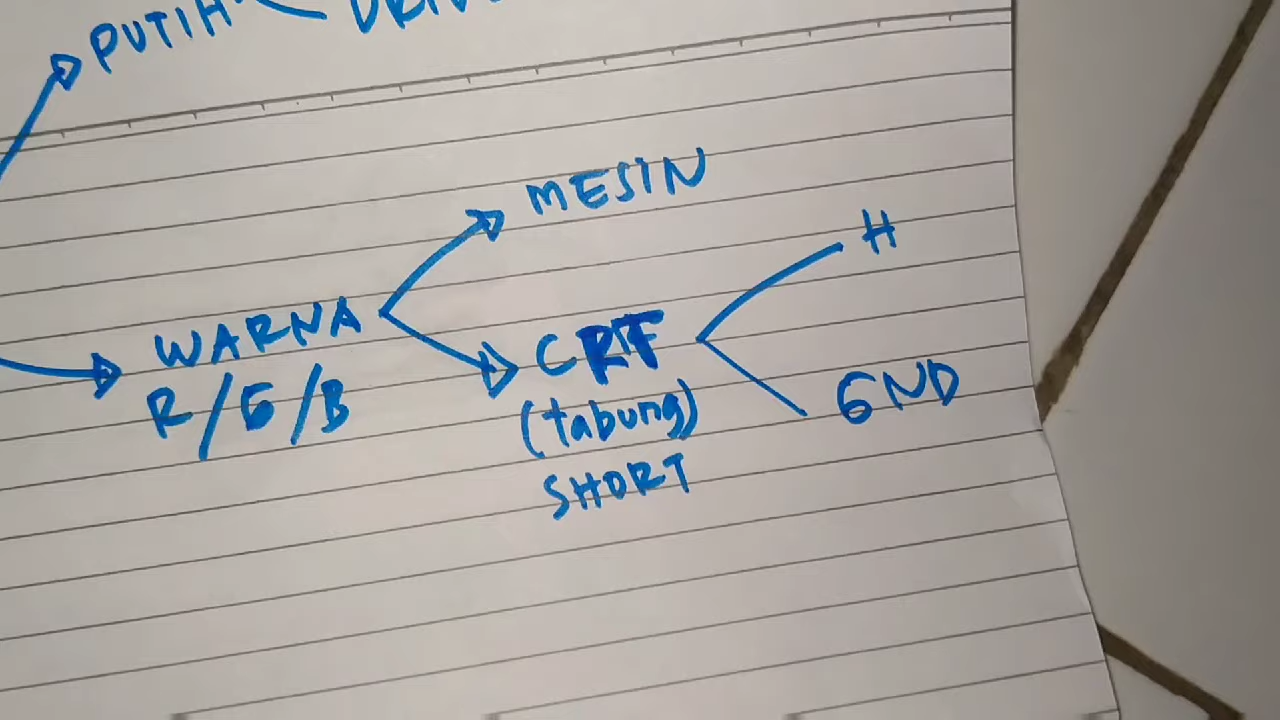 PUTIH
MESIN
H
WARNA
R/G/B
CRT
(tabung)
SHORT
GND